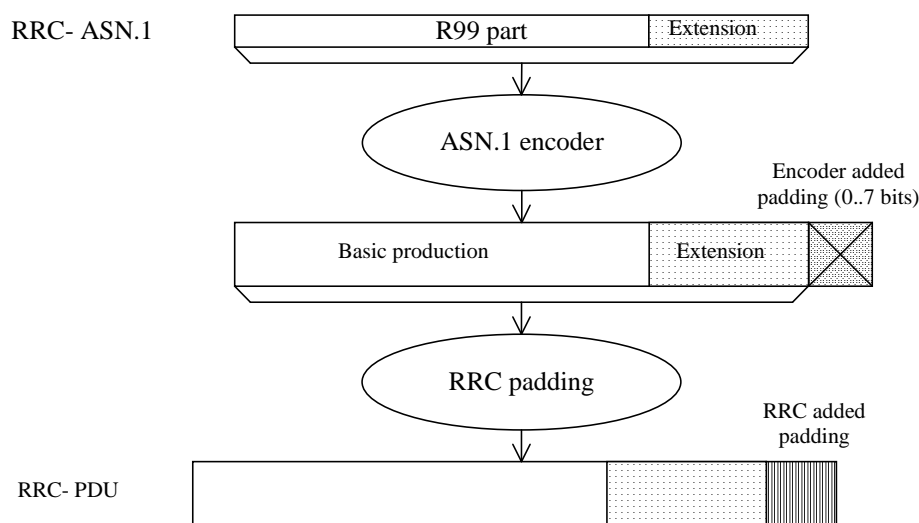 RRC- ASN.1
R99 part
Extension
ASN.1 encoder
Encoder added
padding (0..7 bits)
Basic production
Extension
RRC padding
RRC added
padding
RRC- PDU